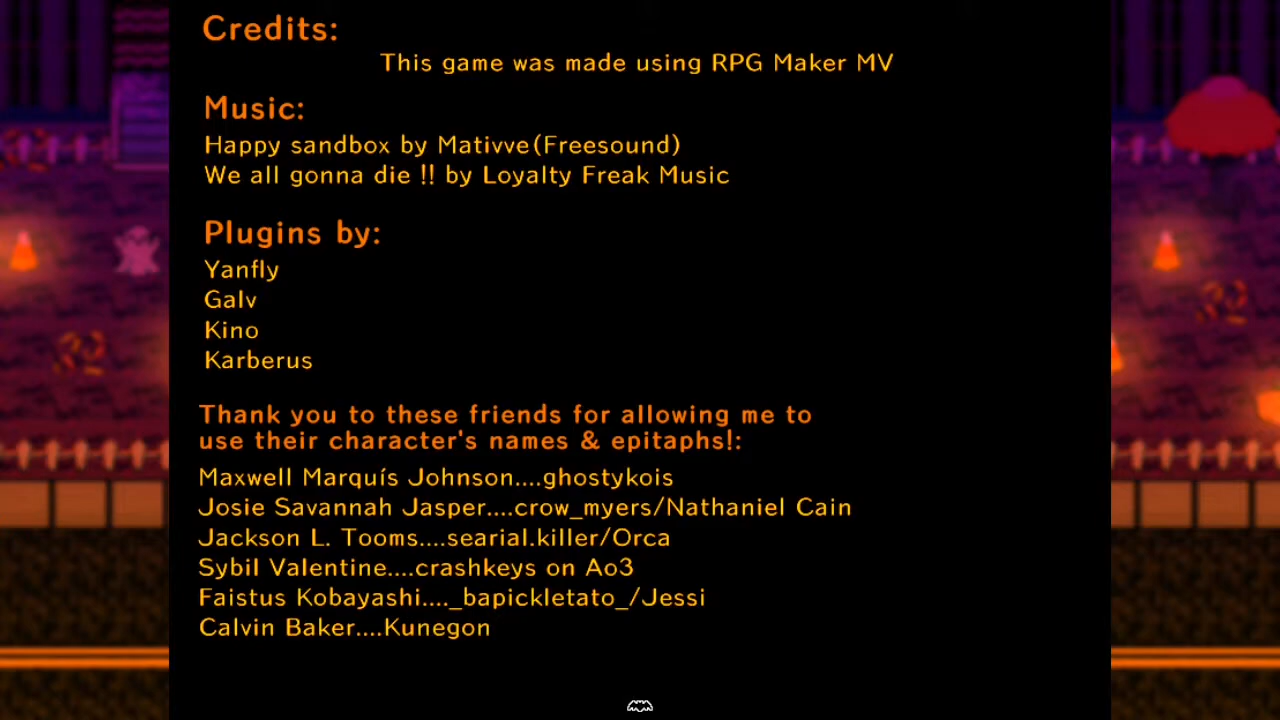 Credits:
This game was made using RPG Maker MV
Music:
Happy sandbox by Mativve(Freesound)
We all gonna die !! by Loyalty Freak Music
Plugins by:
Yanfly
Galv
Kino
Karberus
Thank you to these friends for allowing me to
use their character's names & epitaphs!:
Maxwell Marquís Johnson....ghostykois
Josie Savannah Jasper....crow_myers/Nathaniel Cain
Jackson L. Tooms....searial.killer/Orca
Sybil Valentine....crashkeys on Ao3
Faistus Kobayashi...._bapickletato_/Jessi
Calvin Baker....Kunegon